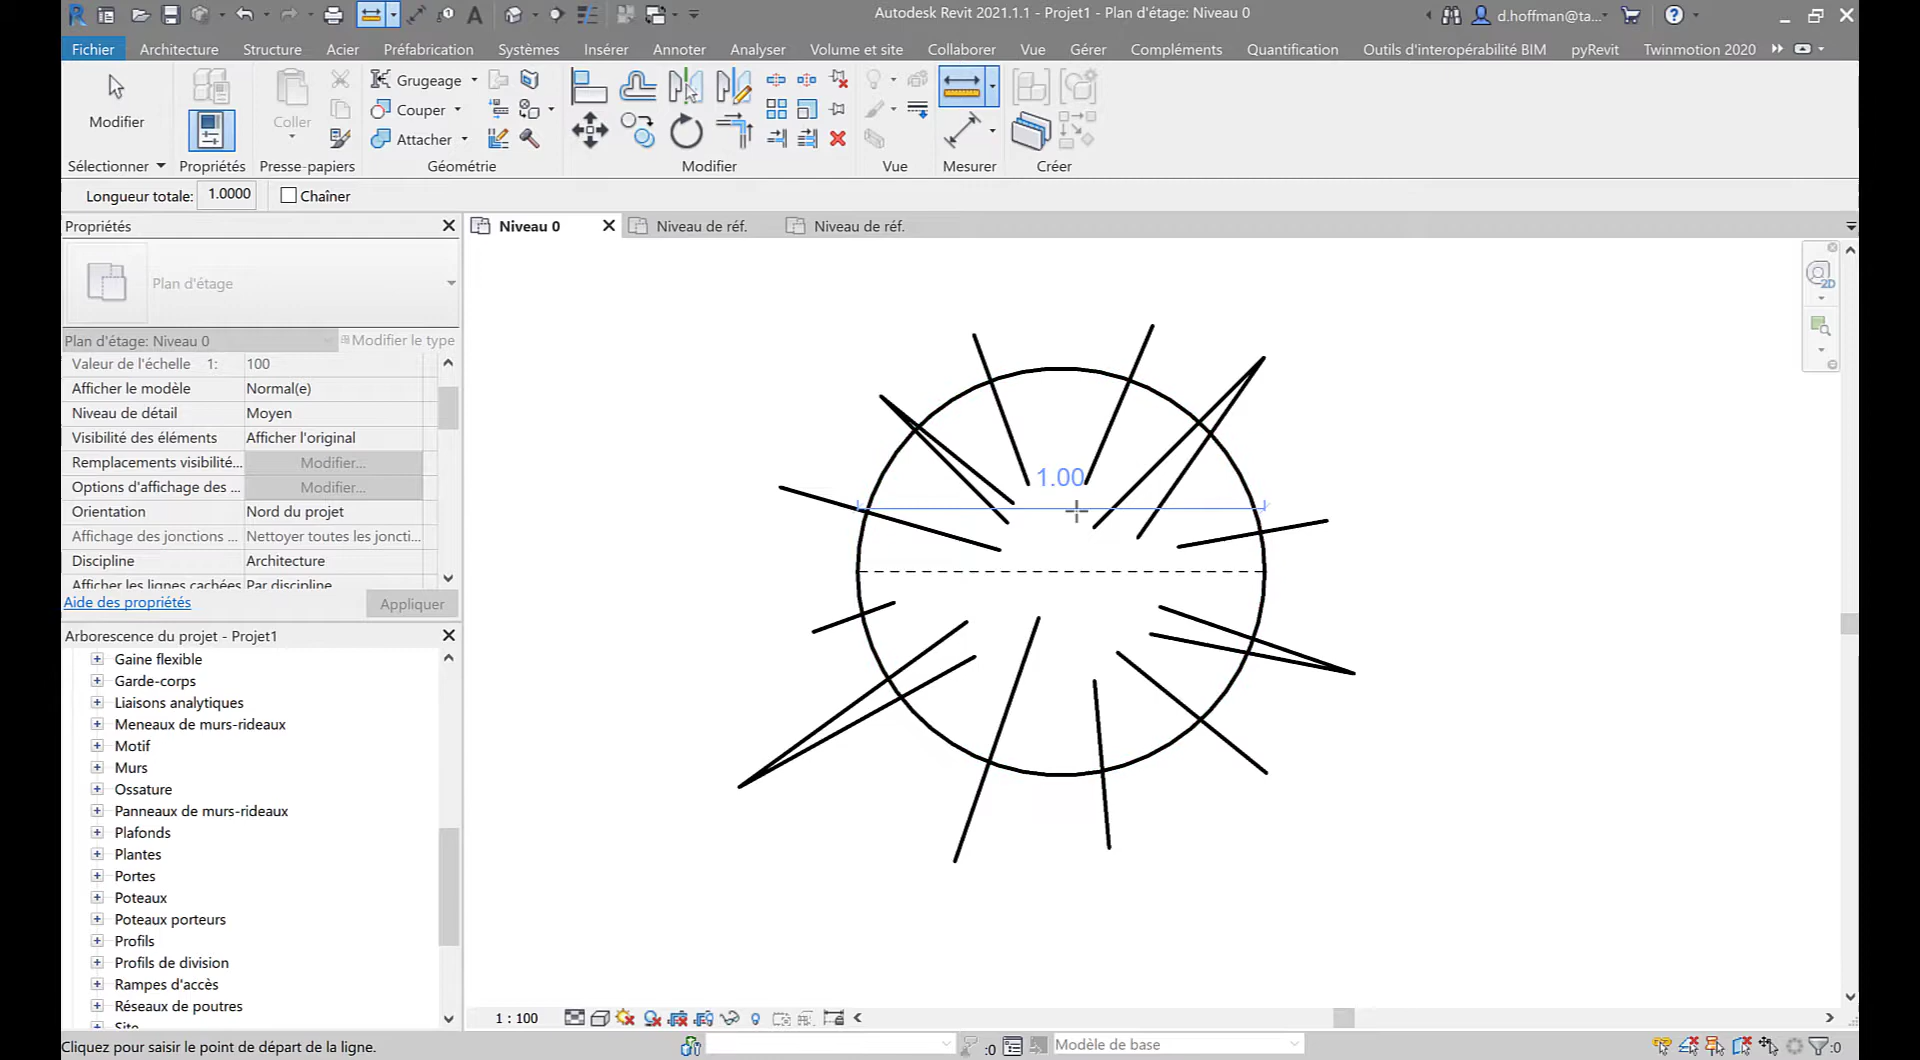 Autodesk Revit 2021.1.1 - Projet1 - Plan d'étage: Niveau 0
d.hoffman@ta...
Fichier Architecture Structure Acier Préfabrication Systèmes Insérer Annoter Analyser Volume et site Collaborer Vue Gérer Compléments Quantification Outils d'interopérabilité BIM pyRevit Twinmotion 2020
Modifier
Coller
Grugeage
Couper
Attacher
Sélectionner Propriétés Presse-papiers Géométrie Modifier Vue Mesurer Créer
Longueur totale: 1.0000 Chaîner
Propriétés
Niveau 0 Niveau de réf. Niveau de réf.
2D
Plan d'étage
Plan d'étage: Niveau 0 Modifier le type
Valeur de l'échelle 1: 100
Afficher le modèle Normal(e)
Niveau de détail Moyen
Visibilité des éléments Afficher l'original
Remplacements visibilité... Modifier...
Options d'affichage des ... Modifier...
Orientation Nord du projet
Affichage des jonctions ... Nettoyer toutes les joncti...
Discipline Architecture
Afficher les lignes cachées Par discipline
Aide des propriétés Appliquer
1.00
Arborescence du projet - Projet1
Gaine flexible
Garde-corps
Liaisons analytiques
Meneaux de murs-rideaux
Motif
Murs
Ossature
Panneaux de murs-rideaux
Plafonds
Plantes
Portes
Poteaux
Poteaux porteurs
Profils
Profils de division
Rampes d'accès
Réseaux de poutres
Site
1 : 100
Cliquez pour saisir le point de départ de la ligne.
:0
Modèle de base
:0